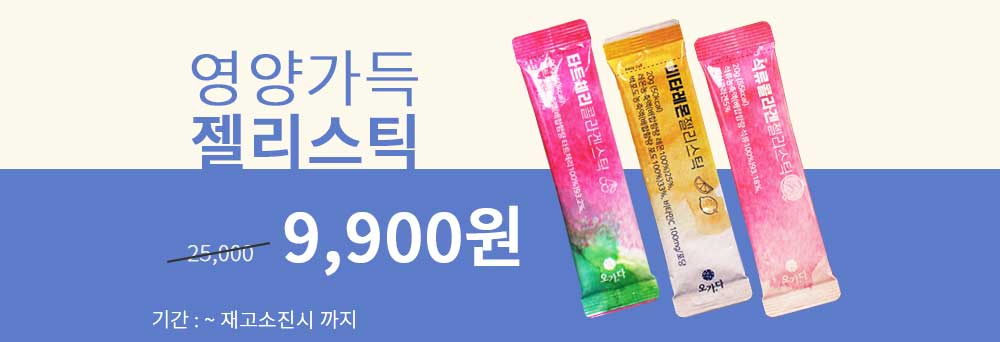 영양가득
젤리스틱
25,000
9,900원
기간 : ~ 재고소진시 까지
타트체리 콜라겐스틱
오가다
비타레몬 젤리스틱
20g (50kcal)
오가다
석류콜라겐젤리스틱
오가다